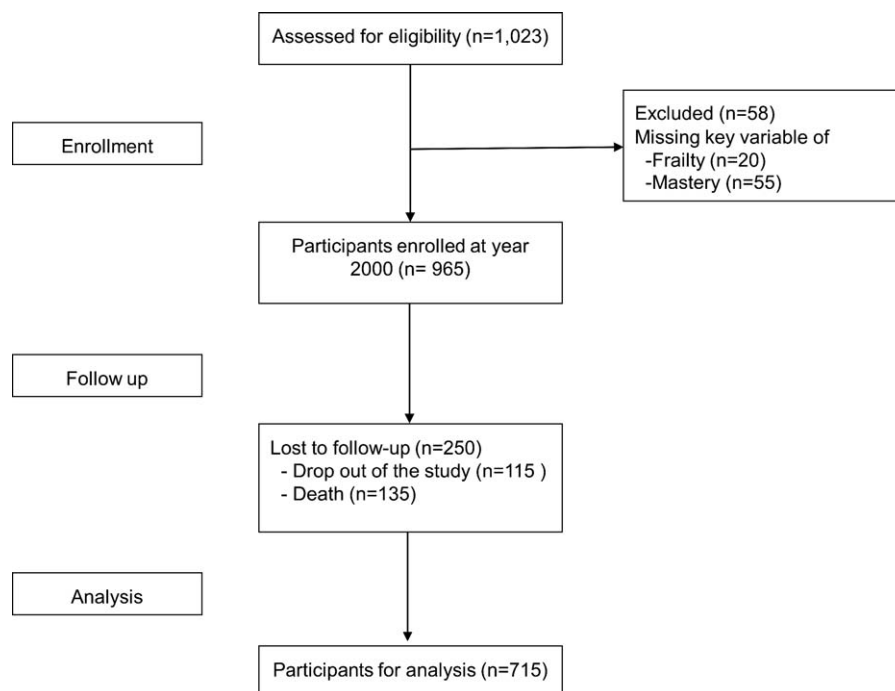 Assessed for eligibility (n=1,023)
Enrollment
Excluded (n=58)
Missing key variable of
-Frailty (n=20)
-Mastery (n=55)
Participants enrolled at year
2000 (n= 965)
Follow up
Lost to follow-up (n=250)
- Drop out of the study (n=115 )
- Death (n=135)
Analysis
Participants for analysis (n=715)